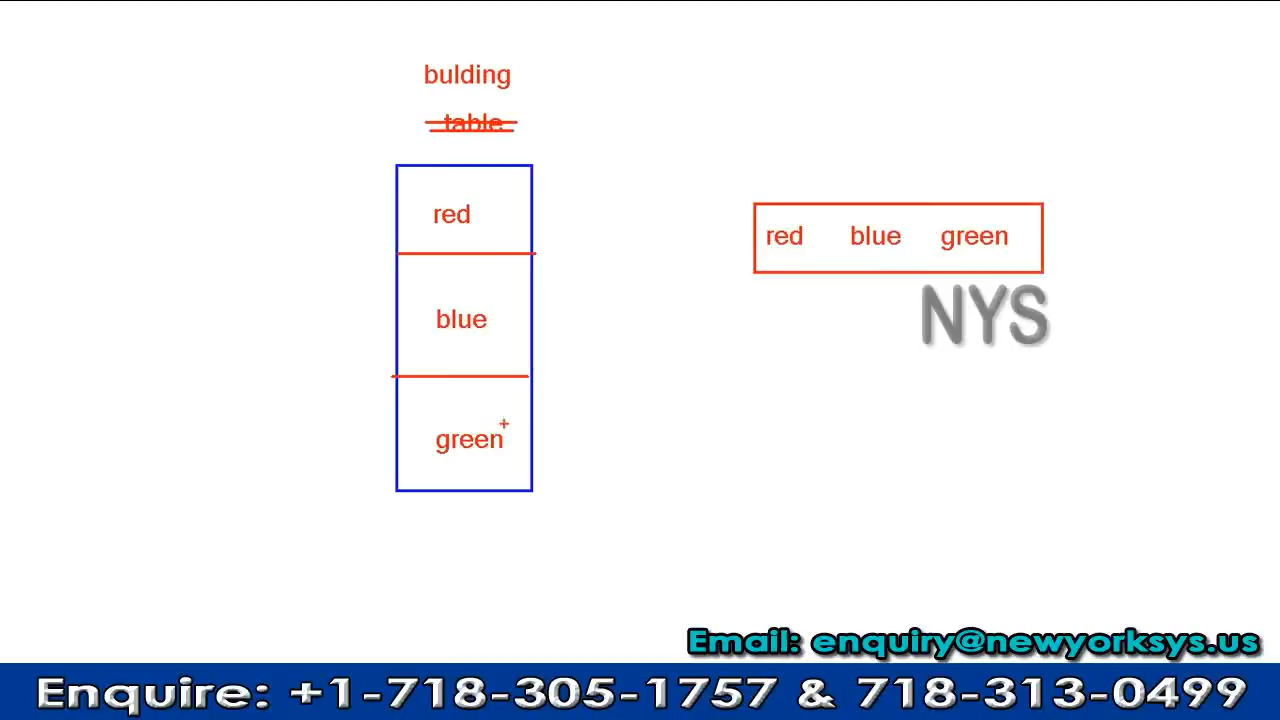 bulding
table
red
blue
green
red blue green
NYS
Email: enquiry@newyorksys.us
Enquire: +1-718-305-1757 & 718-313-0499